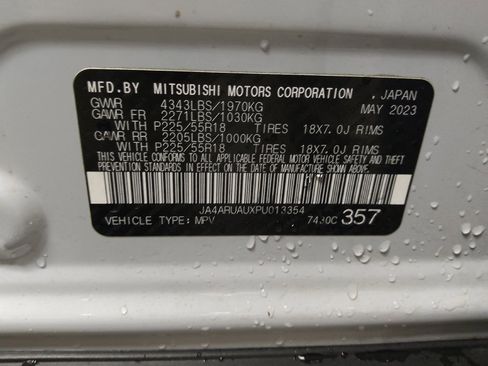 MFD.BY MITSUBISHI MOTORS CORPORATION , JAPAN
GVWR 4343LBS/1970KG MAY 2023
GAWR FR 2271LBS/1030KG
WITH P225/55R18 TIRES 18X7.0J RIMS
GAWR RR 2205LBS/1000KG
WITH P225/55R18 TIRES 18X7.0J RIMS
THIS VEHICLE CONFORMS TO ALL APPLICABLE FEDERAL MOTOR VEHICLE SAFETY AND THEFT
PREVENTION STANDARDS IN EFFECT ON THE DATE OF MANUFACTURE SHOWN ABOVE.
JA4ARUAUXPU013354
VEHICLE TYPE: MPV 7430C 357